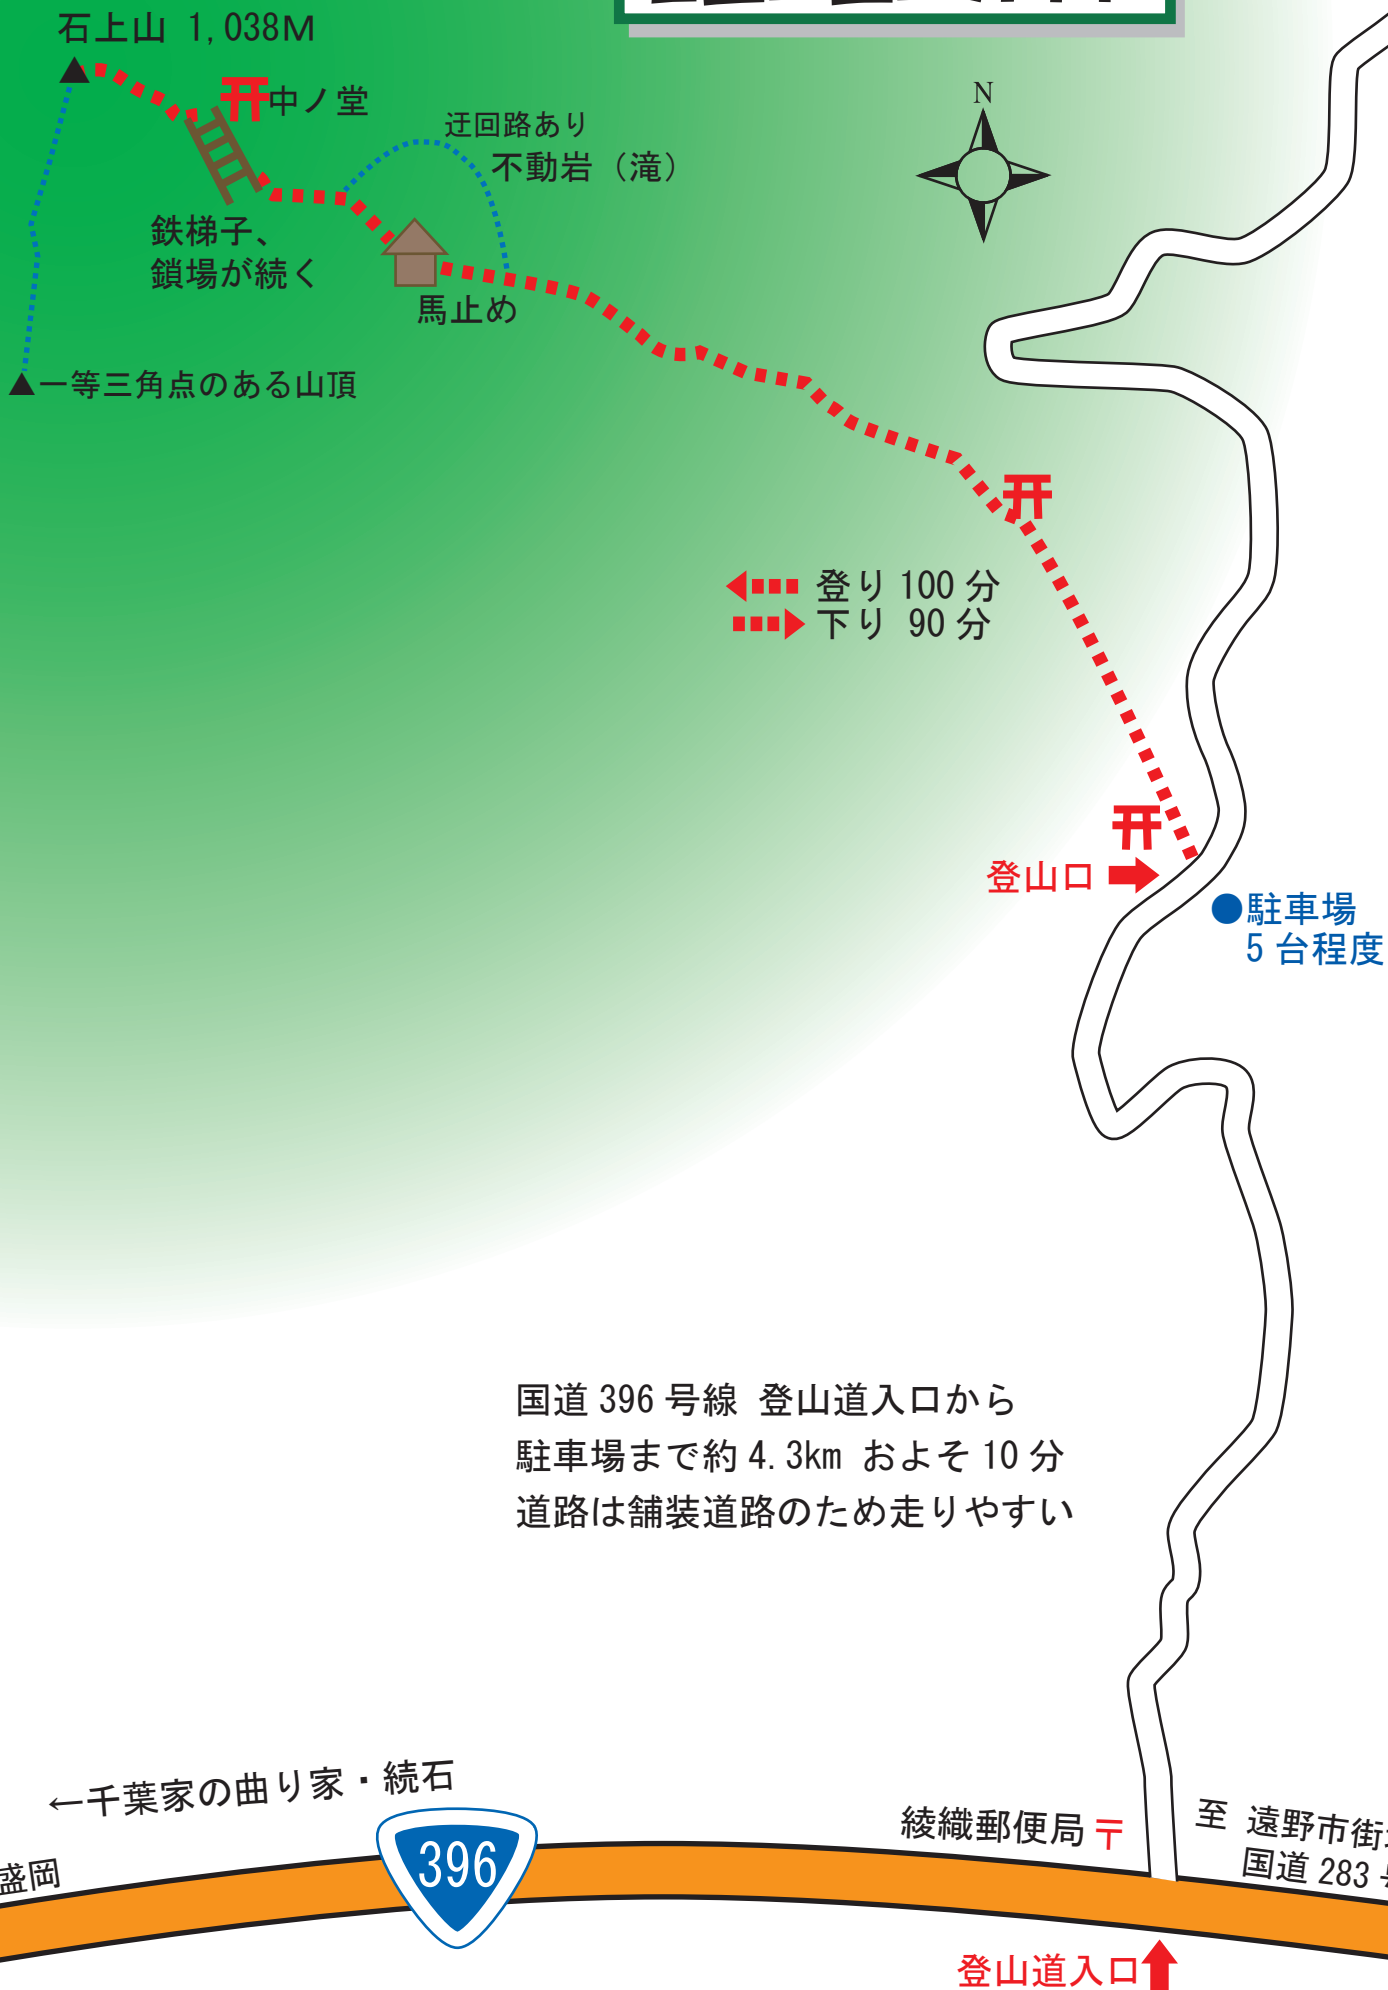 石上山 1,038M
中ノ堂
迂回路あり
不動岩（滝）
N
鉄梯子、
鎖場が続く
馬止め
一等三角点のある山頂
登り 100 分
下り 90 分
登山口
駐車場
5 台程度
国道 396 号線 登山道入口から
駐車場まで約 4.3km およそ 10 分
道路は舗装道路のため走りやすい
←千葉家の曲り家・続石
396
綾織郵便局 〒
至 遠野市街
国道 283
盛岡
登山道入口